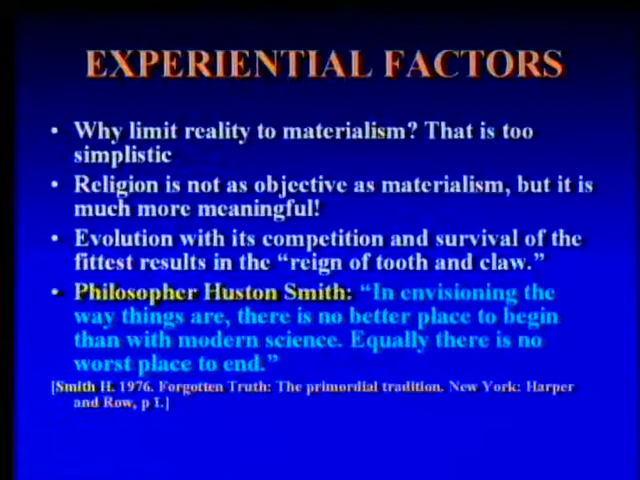 EXPERIENTIAL FACTORS
• Why limit reality to materialism? That is too
simplistic
• Religion is not as objective as materialism, but it is
much more meaningful!
• Evolution with its competition and survival of the
fittest results in the “reign of tooth and claw.”
• Philosopher Huston Smith: “In envisioning the
way things are, there is no better place to begin
than with modern science. Equally there is no
worst place to end.”
[Smith H. 1976. Forgotten Truth: The primordial tradition. New York: Harper
and Row, p 1.]